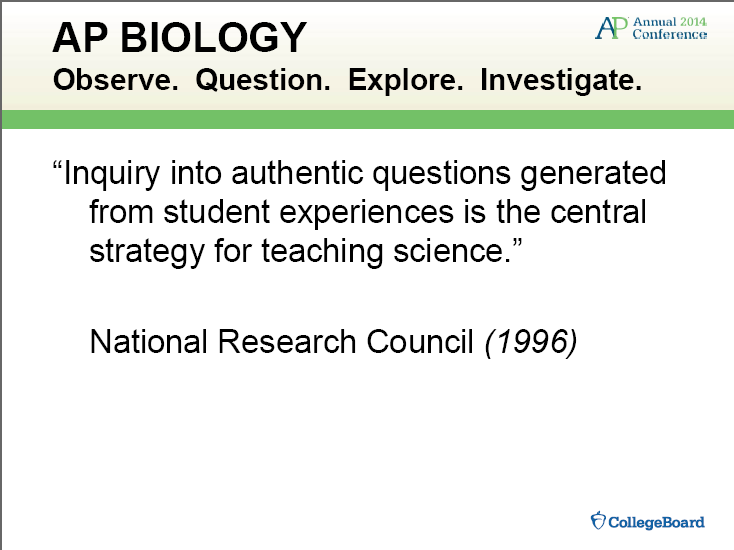 AP BIOLOGY
Observe. Question. Explore. Investigate.
AP Annual 2014
Conference
“Inquiry into authentic questions generated
from student experiences is the central
strategy for teaching science.”
National Research Council (1996)
CollegeBoard